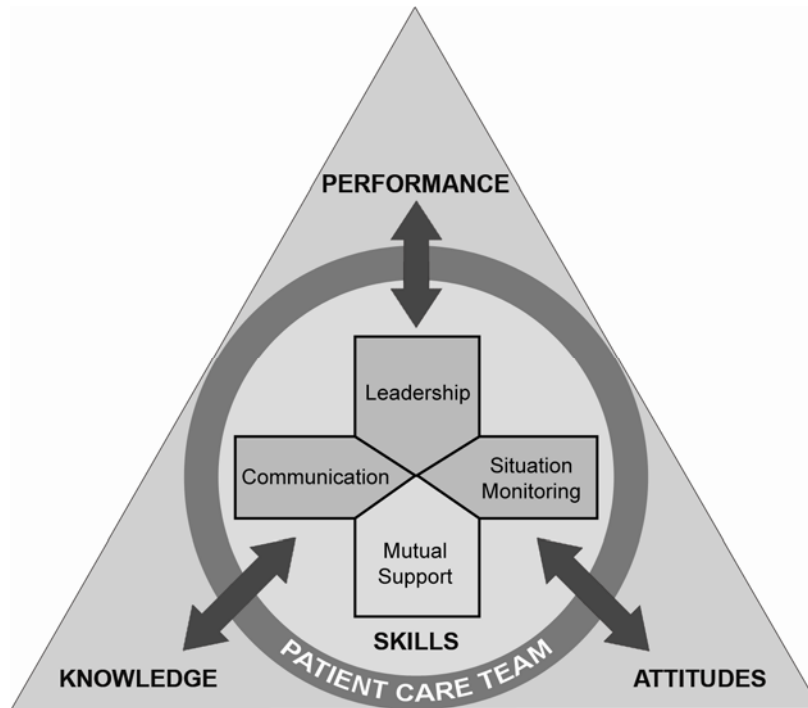 PERFORMANCE
Leadership
Communication
Situation
Monitoring
Mutual
Support
SKILLS
PATIENT CARE TEAM
KNOWLEDGE
ATTITUDES